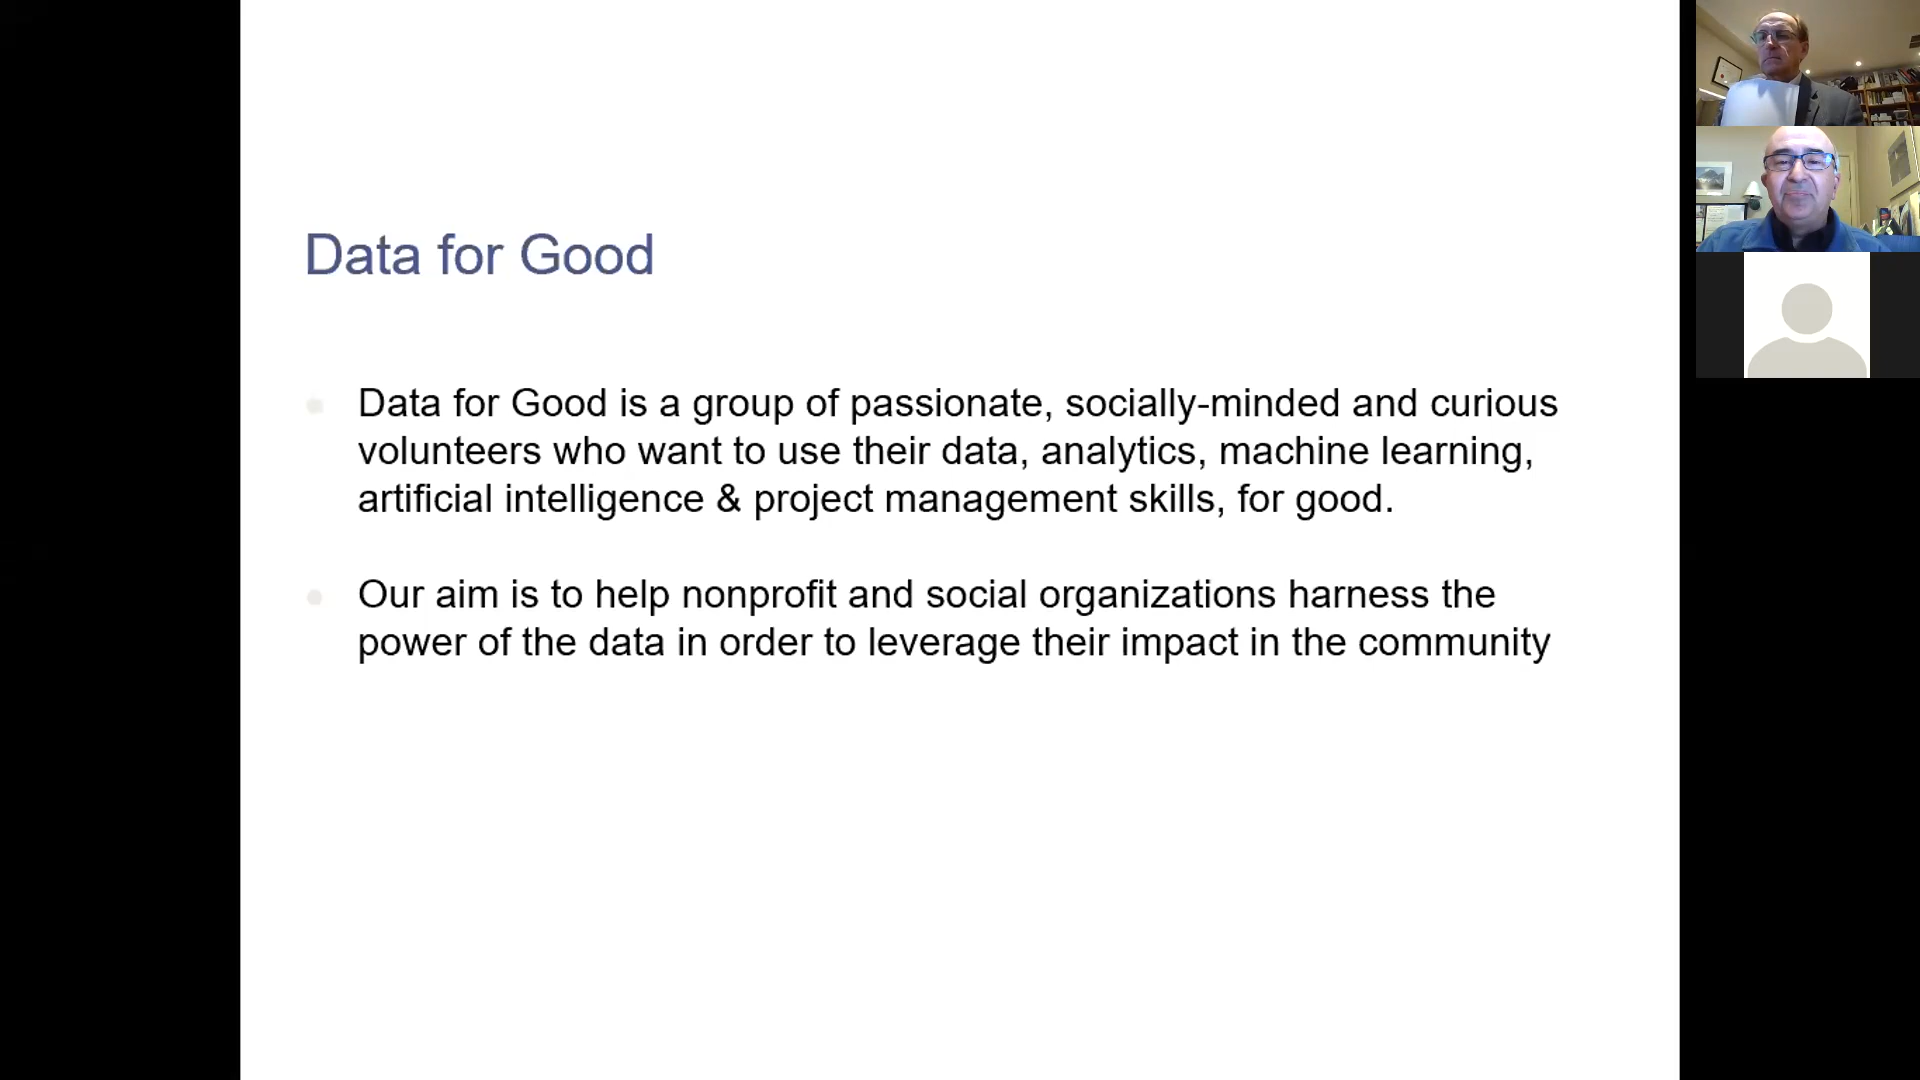 Data for Good
Data for Good is a group of passionate, socially-minded and curious
volunteers who want to use their data, analytics, machine learning,
artificial intelligence & project management skills, for good.
Our aim is to help nonprofit and social organizations harness the
power of the data in order to leverage their impact in the community